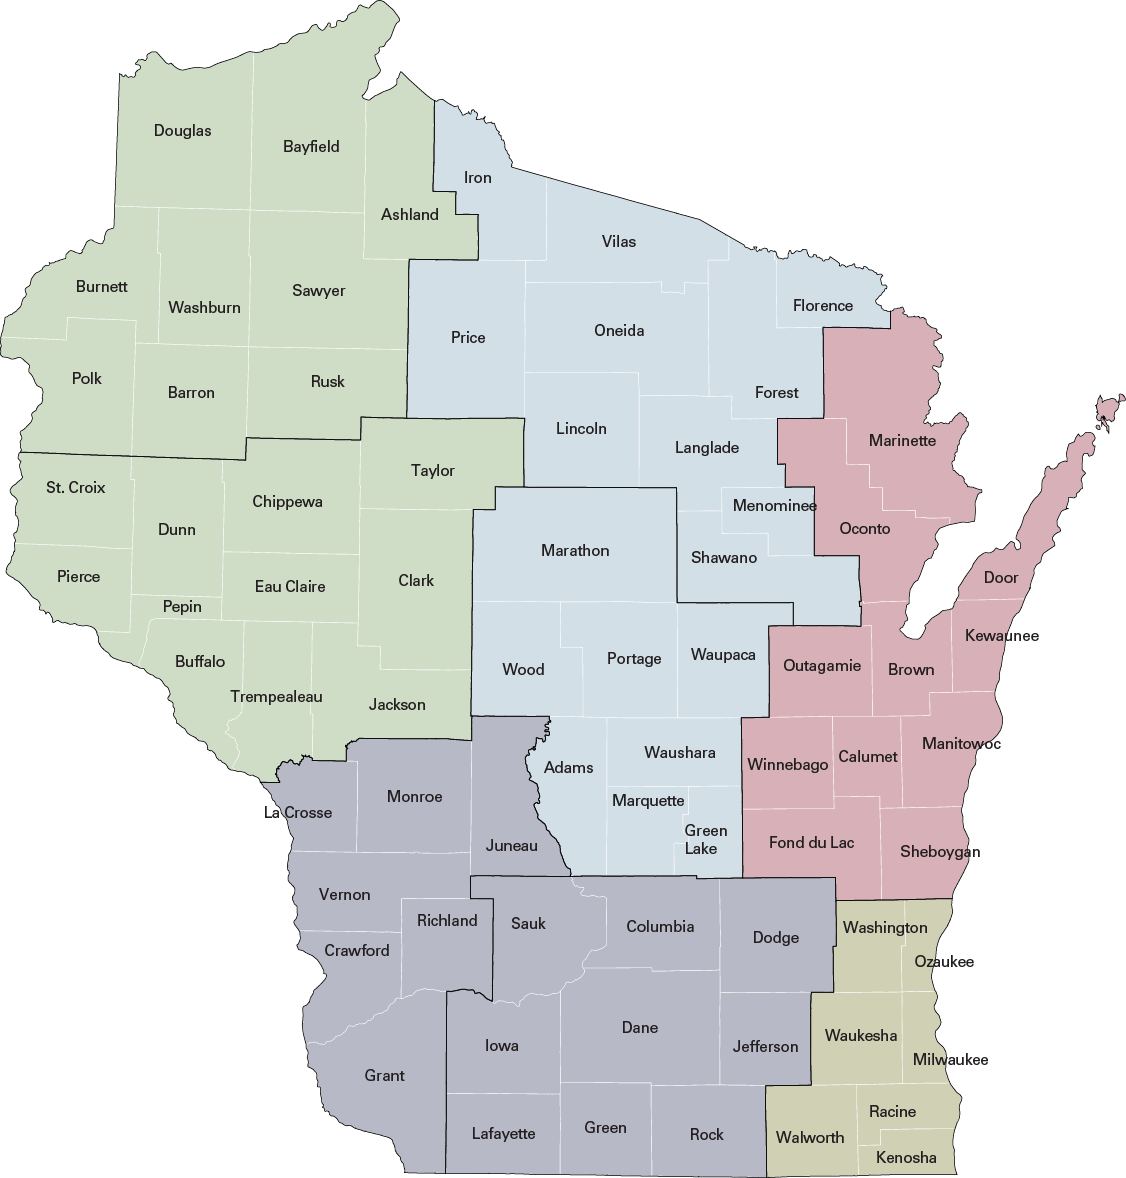 Douglas
Bayfield
Iron
Ashland
Vilas
Burnett
Washburn
Sawyer
Florence
Price
Oneida
Polk
Barron
Rusk
Forest
Lincoln
Langlade
Marinette
Taylor
St. Croix
Chippewa
Menominee
Dunn
Oconto
Marathon
Shawano
Pierce
Eau Claire
Clark
Door
Pepin
Kewaunee
Buffalo
Wood
Portage
Waupaca
Outagamie
Brown
Trempealeau
Jackson
Adams
Waushara
Winnebago
Calumet
Manitowoc
La Crosse
Monroe
Marquette
Juneau
Green
Lake
Fond du Lac
Sheboygan
Vernon
Richland
Sauk
Columbia
Dodge
Washington
Crawford
Ozaukee
Iowa
Dane
Jefferson
Waukesha
Milwaukee
Grant
Lafayette
Green
Rock
Walworth
Racine
Kenosha